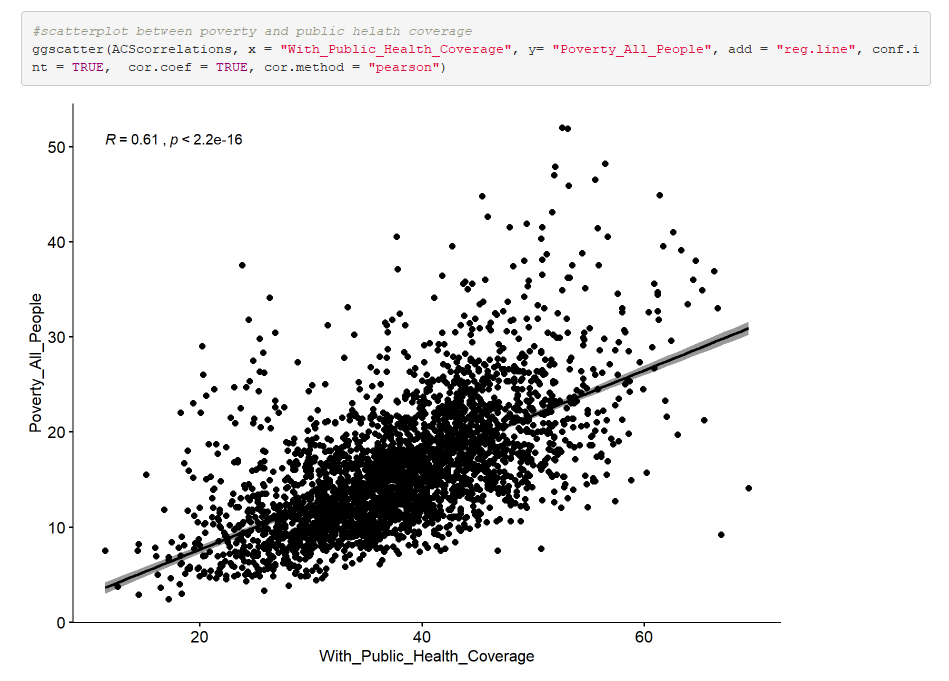 #scatterplot between poverty and public helath coverage
ggscatter(ACScorrelations, x = "With_Public_Health_Coverage", y= "Poverty_All_People", add = "reg.line", conf.i
nt = TRUE,  cor.coef = TRUE, cor.method = "pearson")
R = 0.61 , p < 2.2e-16
50
40
30
20
10
0
Poverty_All_People
20 40 60
With_Public_Health_Coverage